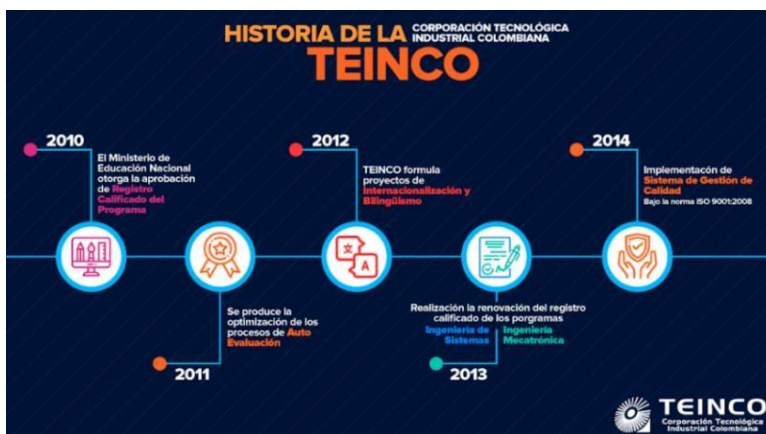 HISTORIA DE LA CORPORACIÓN TECNOLÓGICA
INDUSTRIAL COLOMBIANA
TEINCO
2010
El Ministerio de
Educación Nacional
otorga la aprobación
de Registro
Calificado del
Programa
2011
Se produce la
optimización de los
procesos de Auto
Evaluación
2012
TEINCO formula
proyectos de
Internacionalización y
Bilingüismo
2013
Realización la renovación del registro
calificado de los porgramas
Ingeniería de
Sistemas
Ingeniería
Mecatrónica
2014
Implementacón de
Sistema de Gestión de
Calidad
Bajo la norma ISO 9001:2008
文
A
TEINCO
Corporación Tecnológica
Industrial Colombiana